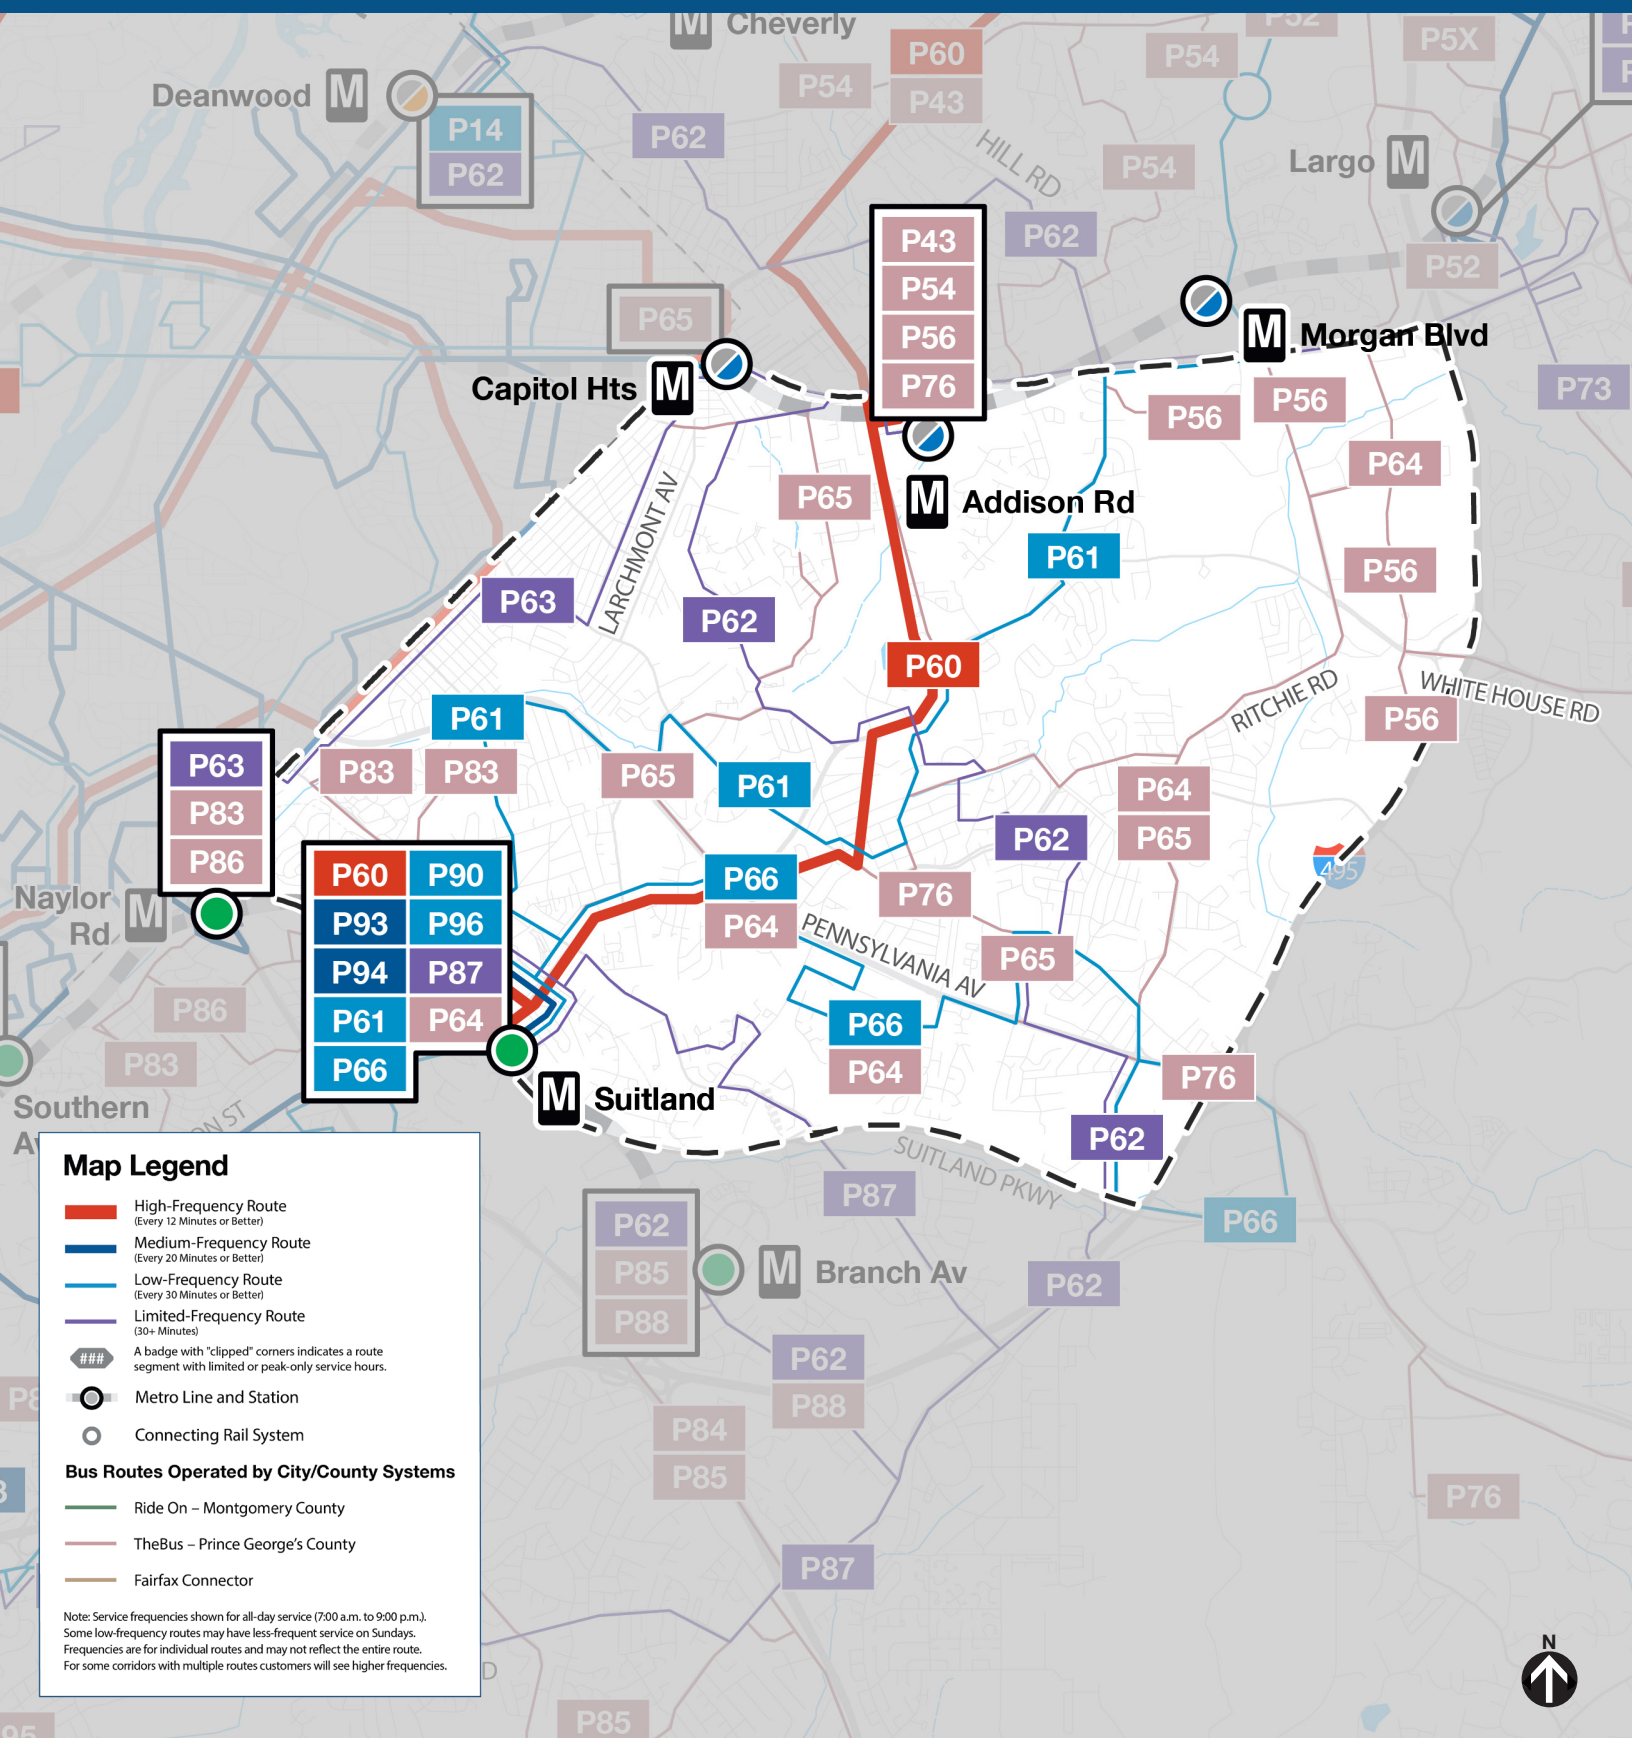 M Cheverly
P60
P43
P54
P52
P54
P5X
Deanwood M
P14
P62
P62
HILL RD
P54
Largo M
P62
P52
P43
P54
P56
P76
P65
Capitol Hts M
M Morgan Blvd
P73
P56
P56
P64
P65
M Addison Rd
LARCHMONT AV
P61
P56
P63
P62
P60
RITCHIE RD
WHITE HOUSE RD
P61
P56
P63
P83
P86
P83
P83
P65
P61
P64
P65
P62
495
P60 P90
P93 P96
P94 P87
P61 P64
P66
P66
P64
P76
PENNSYLVANIA AV
P65
Naylor
Rd M
P86
P83
P66
P64
P76
M Suitland
Southern
P62
SUITLAND PKWY
P87
P66
P62
P85
P88
M Branch Av
P62
P62
P88
P84
P85
P76
P87
P85
Map Legend
High-Frequency Route
(Every 12 Minutes or Better)
Medium-Frequency Route
(Every 20 Minutes or Better)
Low-Frequency Route
(Every 30 Minutes or Better)
Limited-Frequency Route
(30+ Minutes)
###
A badge with "clipped" corners indicates a route
segment with limited or peak-only service hours.
Metro Line and Station
Connecting Rail System
Bus Routes Operated by City/County Systems
Ride On – Montgomery County
TheBus – Prince George's County
Fairfax Connector
Note: Service frequencies shown for all-day service (7:00 a.m. to 9:00 p.m.).
Some low-frequency routes may have less-frequent service on Sundays.
Frequencies are for individual routes and may not reflect the entire route.
For some corridors with multiple routes customers will see higher frequencies.
N